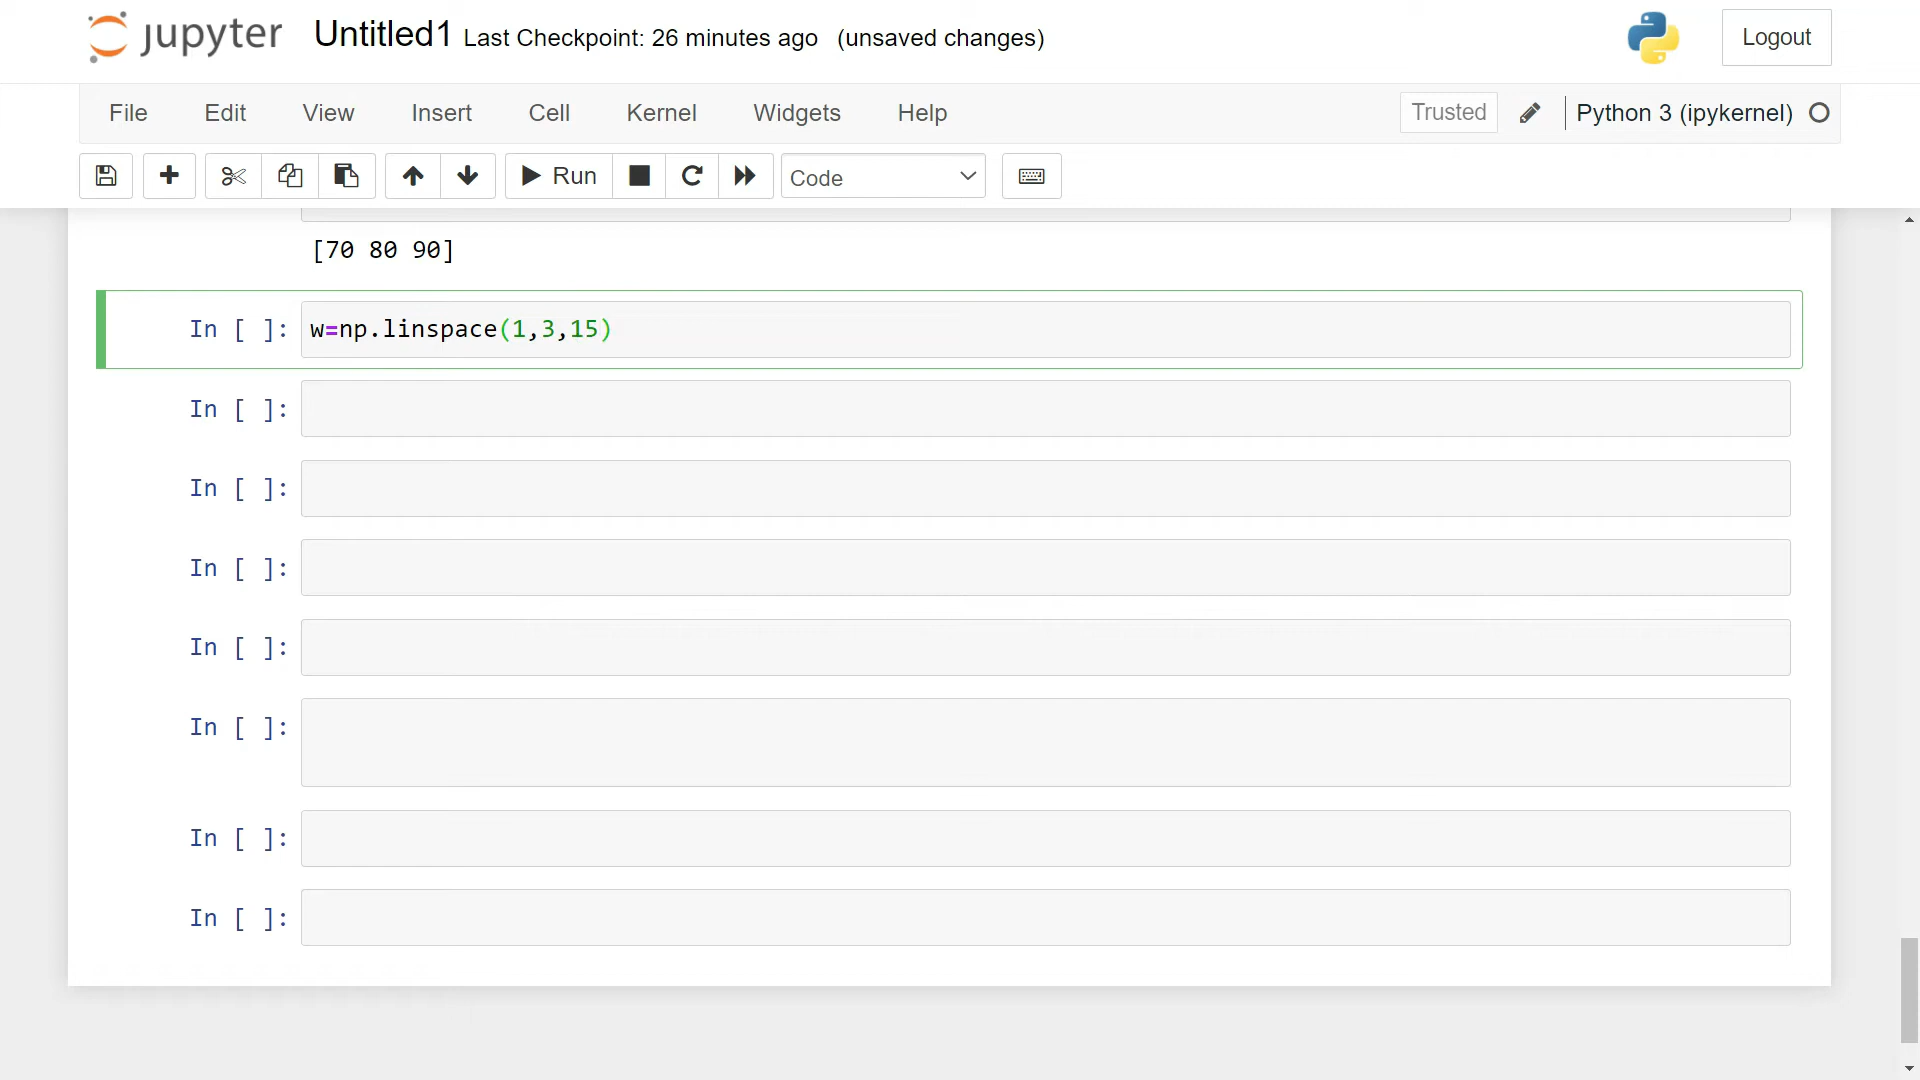 jupyter Untitled1 Last Checkpoint: 26 minutes ago (unsaved changes) Logout
File Edit View Insert Cell Kernel Widgets Help Trusted Python 3 (ipykernel)
Run Code
[70 80 90]
In [ ]: w=np.linspace(1,3,15)
In [ ]:
In [ ]:
In [ ]:
In [ ]:
In [ ]:
In [ ]:
In [ ]: